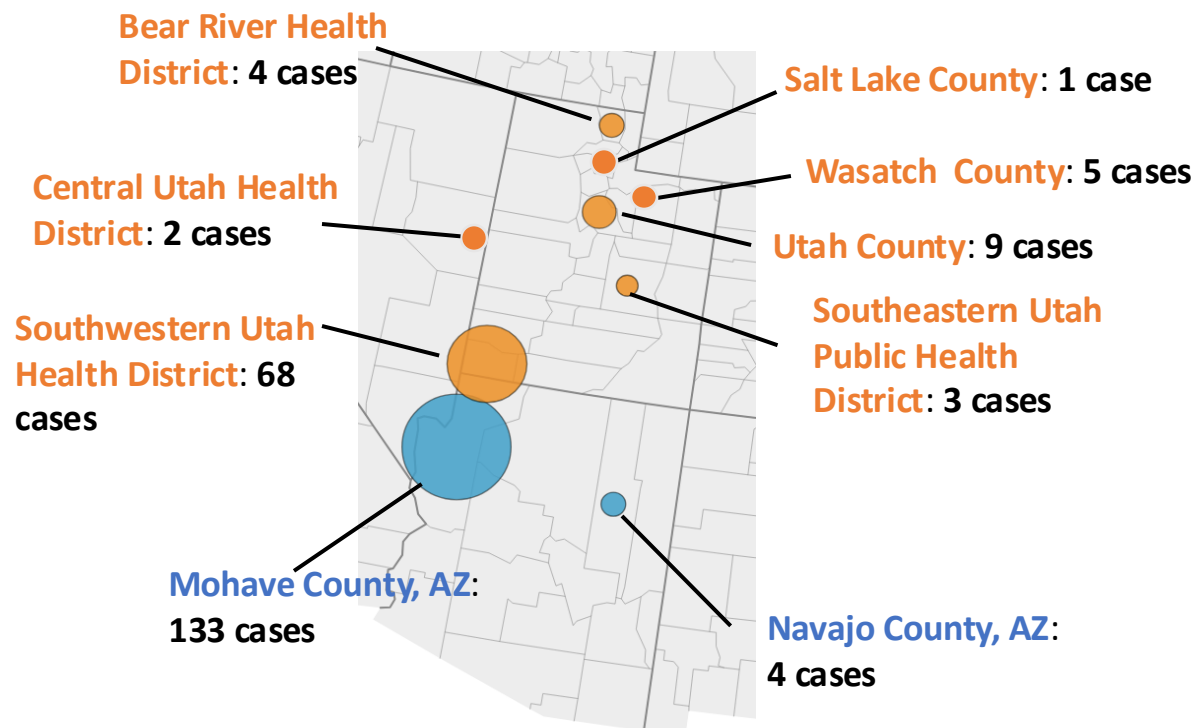 Bear River Health
District: 4 cases
Salt Lake County: 1 case
Wasatch  County: 5 cases
Central Utah Health
District: 2 cases
Utah County: 9 cases
Southwestern Utah
Health District: 68
cases
Southeastern Utah
Public Health
District: 3 cases
Mohave County, AZ:
133 cases
Navajo County, AZ:
4 cases